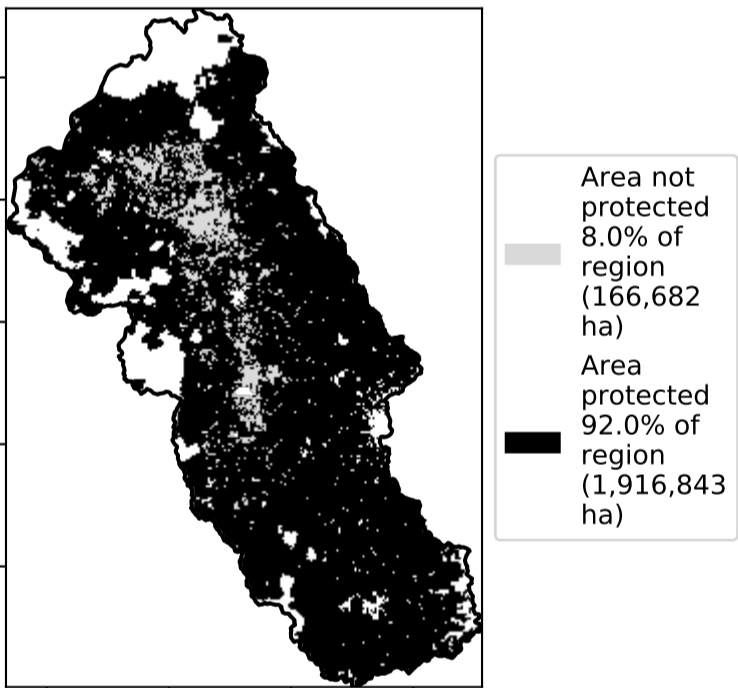 Area not
protected
8.0% of
region
(166,682
ha)
Area
protected
92.0% of
region
(1,916,843
ha)